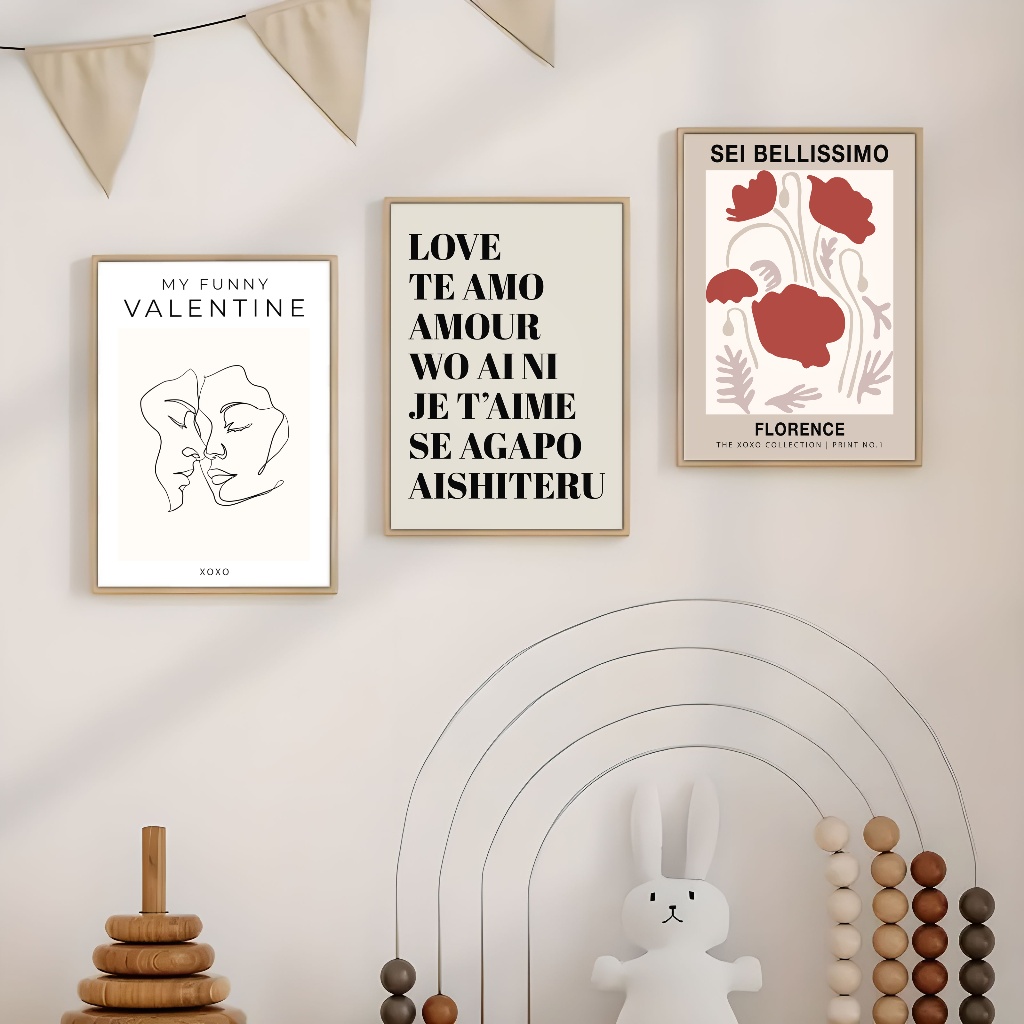 MY FUNNY
VALENTINE
XOXO
LOVE
TE AMO
AMOUR
WO AI NI
JE T’AIME
SE AGAPO
AISHITERU
SEI BELLISSIMO
FLORENCE
THE XOXO COLLECTION | PRINT NO.1